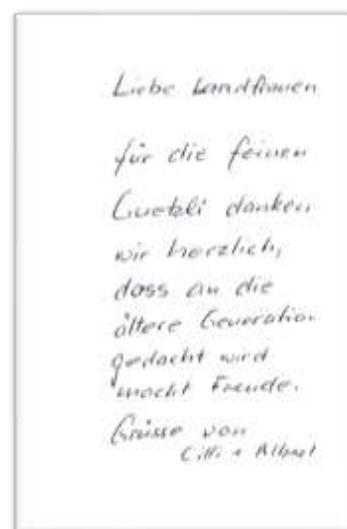 Liebe Landfrauen
für die feinen
Guetzli danken
wir herzlich,
dass an die
ältere Generation
gedacht wird
macht Freude.
Grüsse von
Cilli + Albert